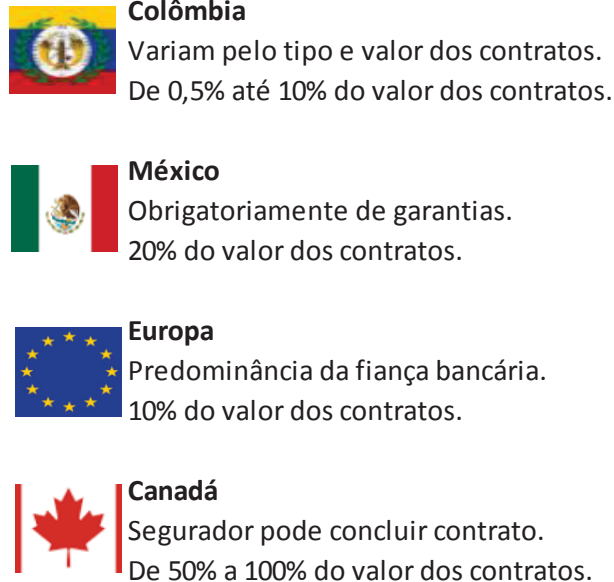 Colômbia
Variam pelo tipo e valor dos contratos.
De 0,5% até 10% do valor dos contratos.
México
Obrigatoriamente de garantias.
20% do valor dos contratos.
Europa
Predominância da fiança bancária.
10% do valor dos contratos.
Canadá
Segurador pode concluir contrato.
De 50% a 100% do valor dos contratos.